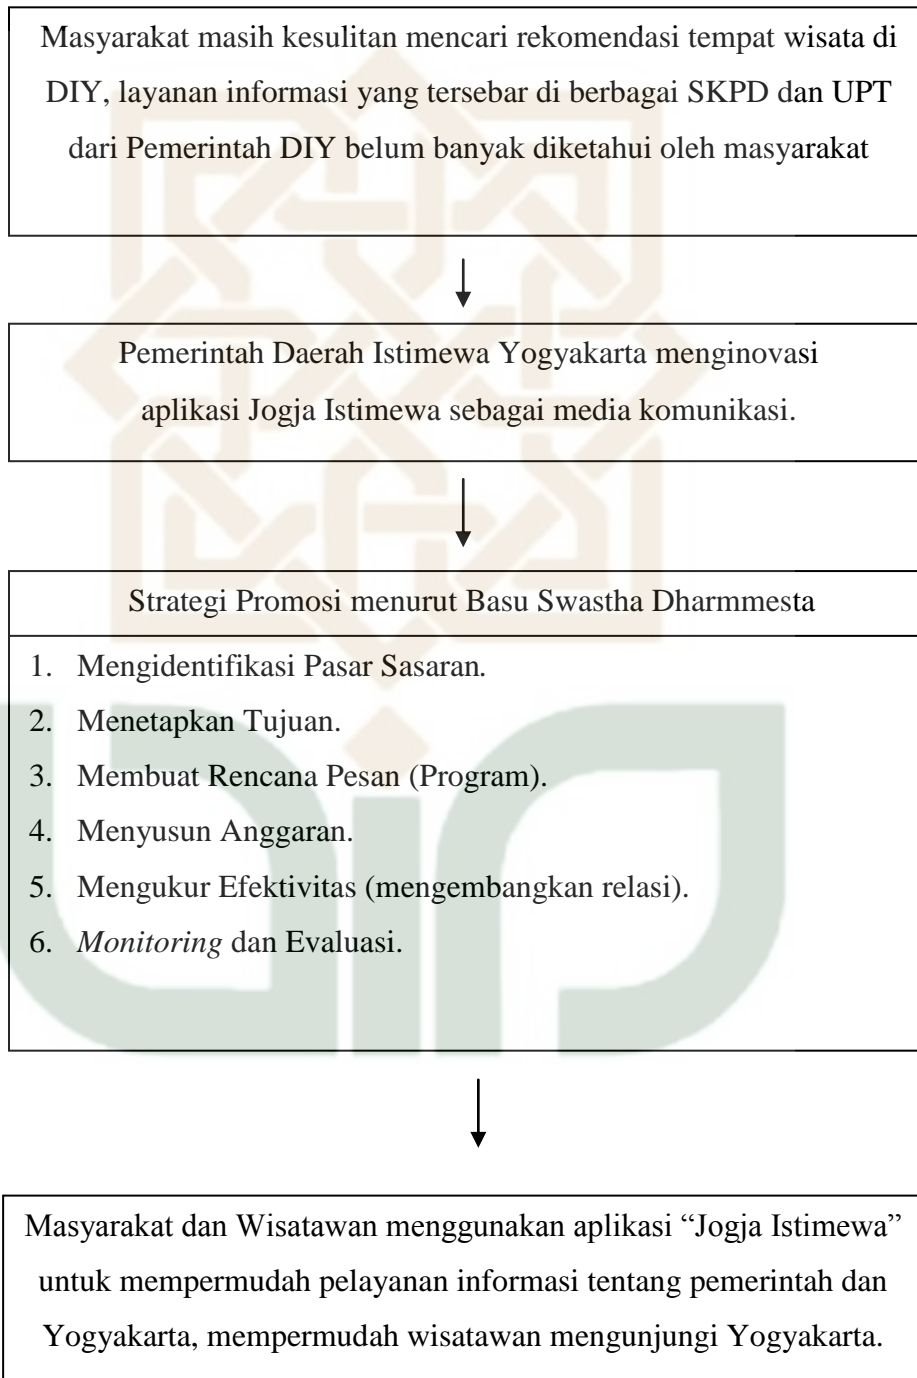 Masyarakat masih kesulitan mencari rekomendasi tempat wisata di
DIY, layanan informasi yang tersebar di berbagai SKPD dan UPT
dari Pemerintah DIY belum banyak diketahui oleh masyarakat
Pemerintah Daerah Istimewa Yogyakarta menginovasi
aplikasi Jogja Istimewa sebagai media komunikasi.
Strategi Promosi menurut Basu Swastha Dharmmesta
1. Mengidentifikasi Pasar Sasaran.
2. Menetapkan Tujuan.
3. Membuat Rencana Pesan (Program).
4. Menyusun Anggaran.
5. Mengukur Efektivitas (mengembangkan relasi).
6. Monitoring dan Evaluasi.
Masyarakat dan Wisatawan menggunakan aplikasi “Jogja Istimewa”
untuk mempermudah pelayanan informasi tentang pemerintah dan
Yogyakarta, mempermudah wisatawan mengunjungi Yogyakarta.